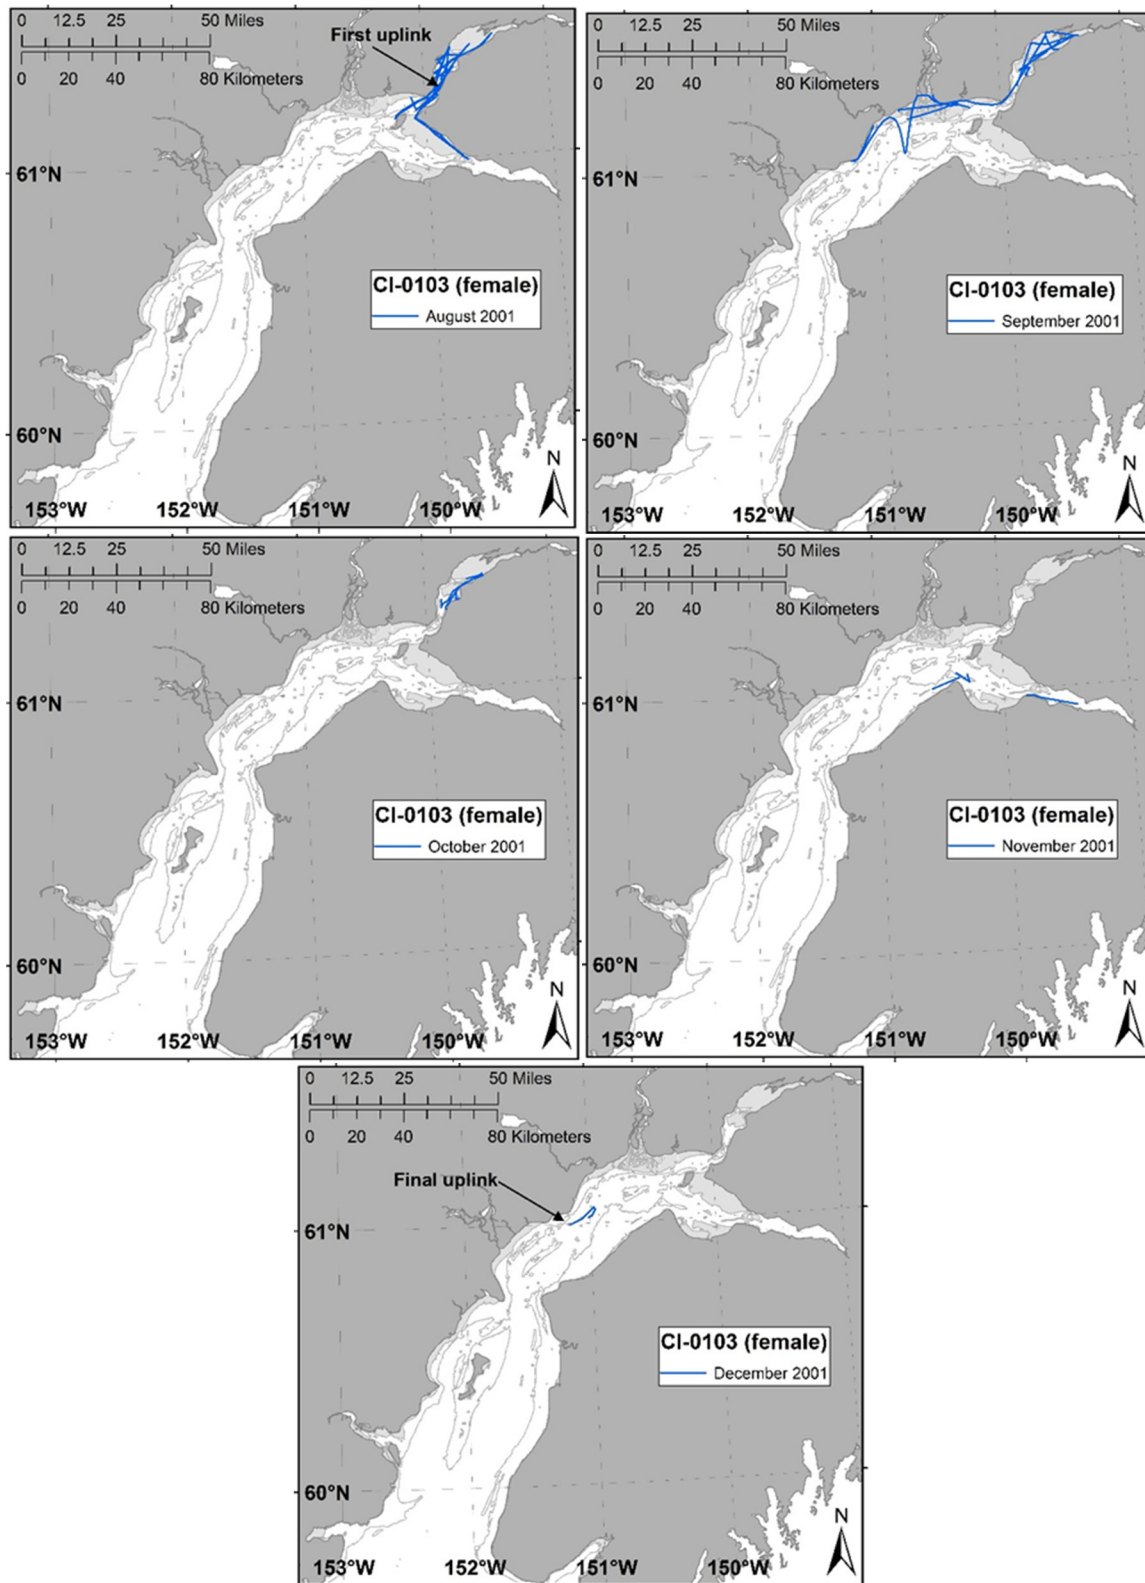 0 12.5 25 50 Miles
0 20 40 80 Kilometers
First uplink
61°N
CI-0103 (female)
August 2001
60°N
N
153°W 152°W 151°W 150°W
0 12.5 25 50 Miles
0 20 40 80 Kilometers
61°N
CI-0103 (female)
September 2001
60°N
N
153°W 152°W 151°W 150°W
0 12.5 25 50 Miles
0 20 40 80 Kilometers
61°N
CI-0103 (female)
October 2001
60°N
N
153°W 152°W 151°W 150°W
0 12.5 25 50 Miles
0 20 40 80 Kilometers
61°N
CI-0103 (female)
November 2001
60°N
N
153°W 152°W 151°W 150°W
0 12.5 25 50 Miles
0 20 40 80 Kilometers
Final uplink
61°N
CI-0103 (female)
December 2001
60°N
N
153°W 152°W 151°W 150°W